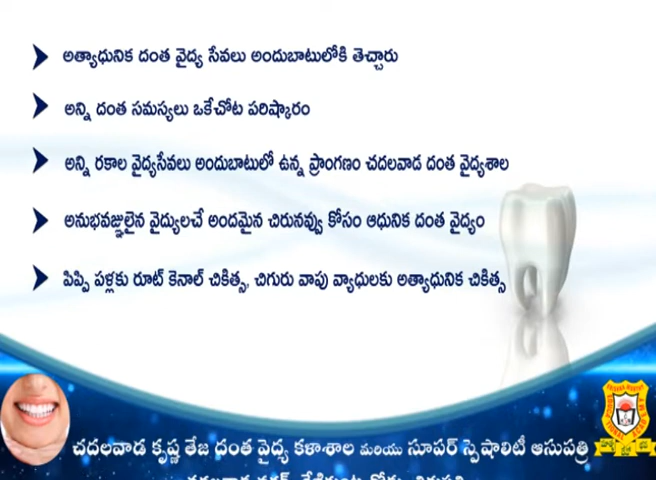 అత్యాధునిక దంత వైద్య సేవలు అందుబాటులోకి తెచ్చారు
అన్ని దంత సమస్యలు ఒకేచోట పరిష్కారం
అన్ని రకాల వైద్యసేవలు అందుబాటులో ఉన్న ప్రాంగణం చదలవాడ దంత వైద్యశాల
అనుభవజ్ఞులైన వైద్యులచే అందమైన చిరునవ్వు కోసం ఆధునిక దంత వైద్యం
పిప్పి పళ్లకు రూట్ కెనాల్ చికిత్స, చిగురు వాపు వ్యాధులకు అత్యాధునిక చికిత్స
చదలవాడ కృష్ణ తేజ దంత వైద్య కళాశాల మరియు సూపర్ స్పెషాలిటీ ఆసుపత్రి